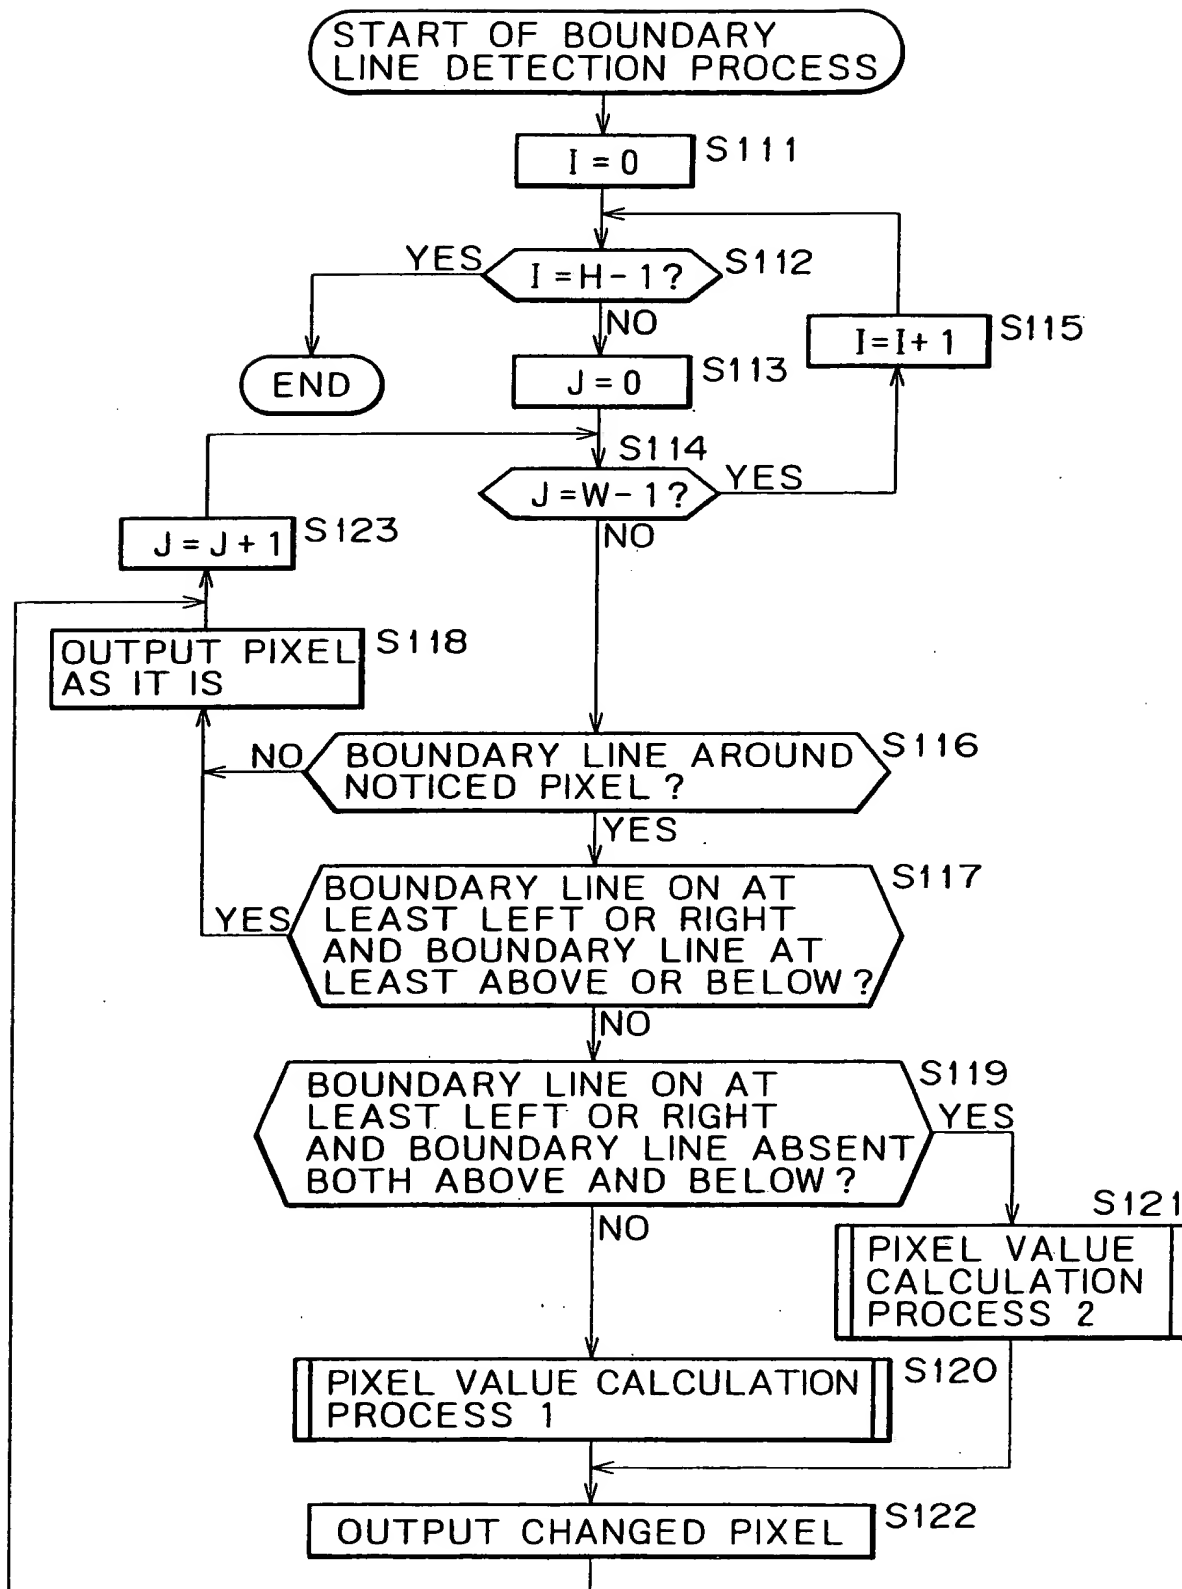 START OF BOUNDARY
LINE DETECTION PROCESS
I = 0
S111
YES
I = H - 1 ?
S112
NO
I = I + 1
S115
END
J = 0
S113
S114
J = W - 1 ?
YES
NO
J = J + 1
S123
OUTPUT PIXEL
AS IT IS
S118
NO
BOUNDARY LINE AROUND
NOTICED PIXEL ?
S116
YES
YES
BOUNDARY LINE ON AT
LEAST LEFT OR RIGHT
AND BOUNDARY LINE AT
LEAST ABOVE OR BELOW ?
S117
NO
BOUNDARY LINE ON AT
LEAST LEFT OR RIGHT
AND BOUNDARY LINE ABSENT
BOTH ABOVE AND BELOW ?
S119
YES
NO
S121
PIXEL VALUE
CALCULATION
PROCESS 2
PIXEL VALUE CALCULATION
PROCESS 1
S120
OUTPUT CHANGED PIXEL
S122